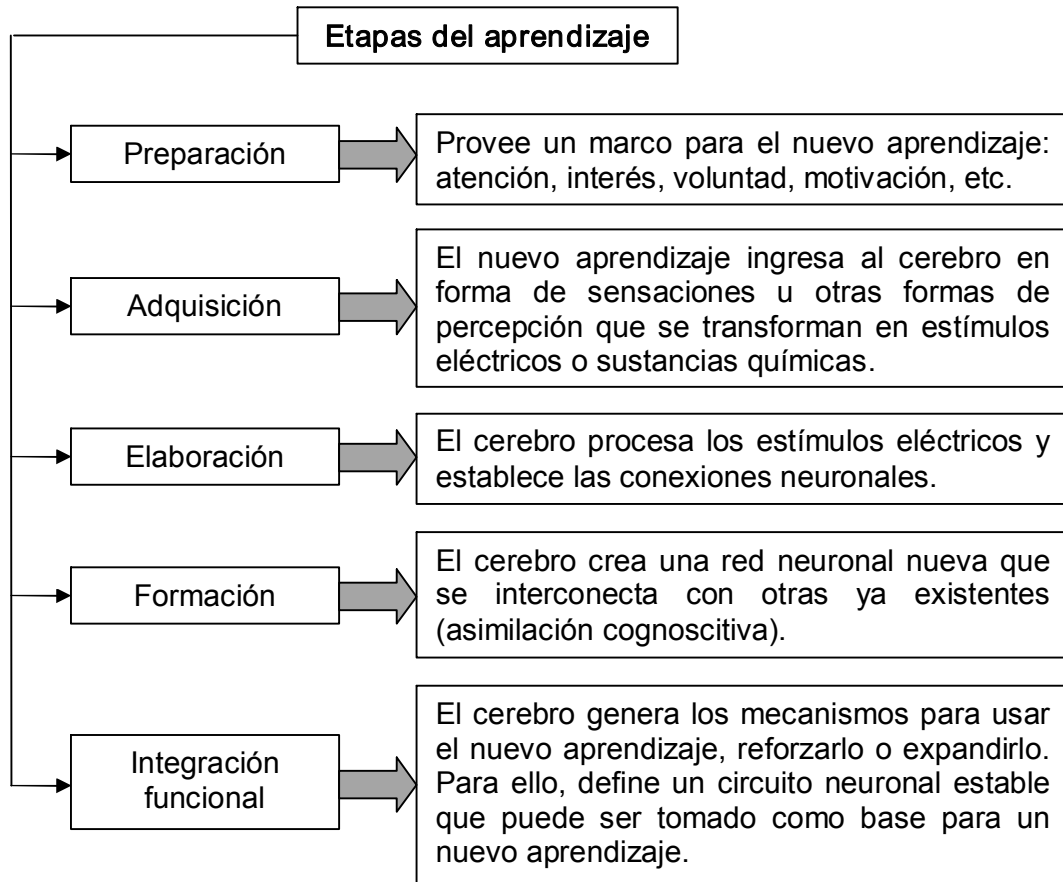 Etapas del aprendizaje
Preparación
Provee un marco para el nuevo aprendizaje:
atención, interés, voluntad, motivación, etc.
Adquisición
El nuevo aprendizaje ingresa al cerebro en
forma de sensaciones u otras formas de
percepción que se transforman en estímulos
eléctricos o sustancias químicas.
Elaboración
El cerebro procesa los estímulos eléctricos y
establece las conexiones neuronales.
Formación
El cerebro crea una red neuronal nueva que
se interconecta con otras ya existentes
(asimilación cognoscitiva).
Integración
funcional
El cerebro genera los mecanismos para usar
el nuevo aprendizaje, reforzarlo o expandirlo.
Para ello, define un circuito neuronal estable
que puede ser tomado como base para un
nuevo aprendizaje.